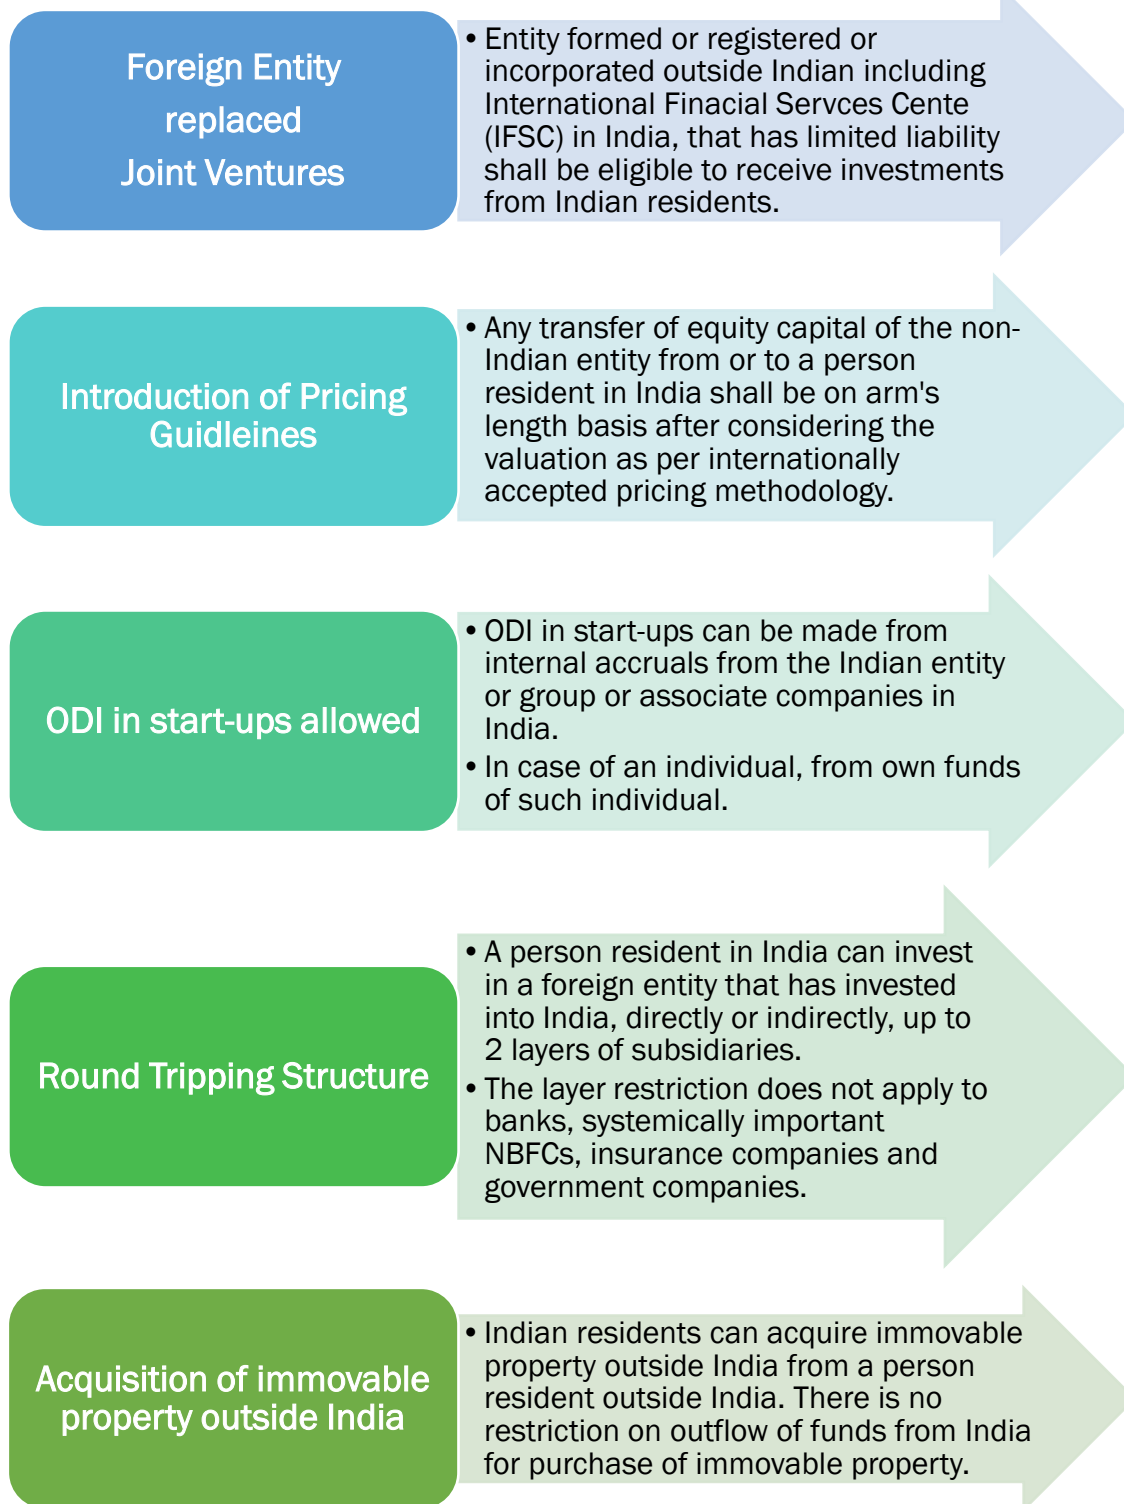 Foreign Entity
replaced
Joint Ventures
• Entity formed or registered or
incorporated outside Indian including
International Finacial Servces Cente
(IFSC) in India, that has limited liability
shall be eligible to receive investments
from Indian residents.
Introduction of Pricing
Guidleines
• Any transfer of equity capital of the non-
Indian entity from or to a person
resident in India shall be on arm's
length basis after considering the
valuation as per internationally
accepted pricing methodology.
ODI in start-ups allowed
• ODI in start-ups can be made from
internal accruals from the Indian entity
or group or associate companies in
India.
• In case of an individual, from own funds
of such individual.
Round Tripping Structure
• A person resident in India can invest
in a foreign entity that has invested
into India, directly or indirectly, up to
2 layers of subsidiaries.
• The layer restriction does not apply to
banks, systemically important
NBFCs, insurance companies and
government companies.
Acquisition of immovable
property outside India
• Indian residents can acquire immovable
property outside India from a person
resident outside India. There is no
restriction on outflow of funds from India
for purchase of immovable property.